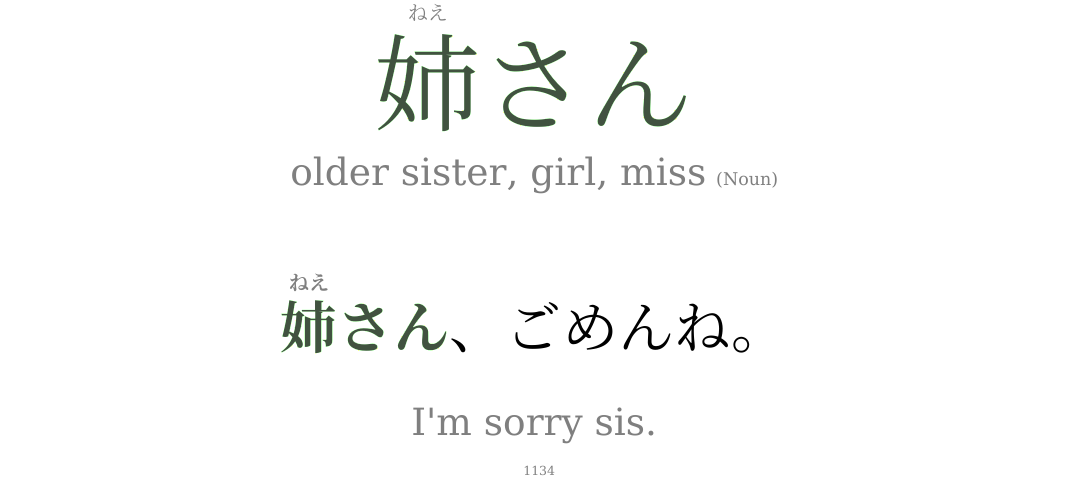 ねえ
姉さん
older sister, girl, miss (Noun)
ねえ
姉さん、ごめんね。
I'm sorry sis.
1134